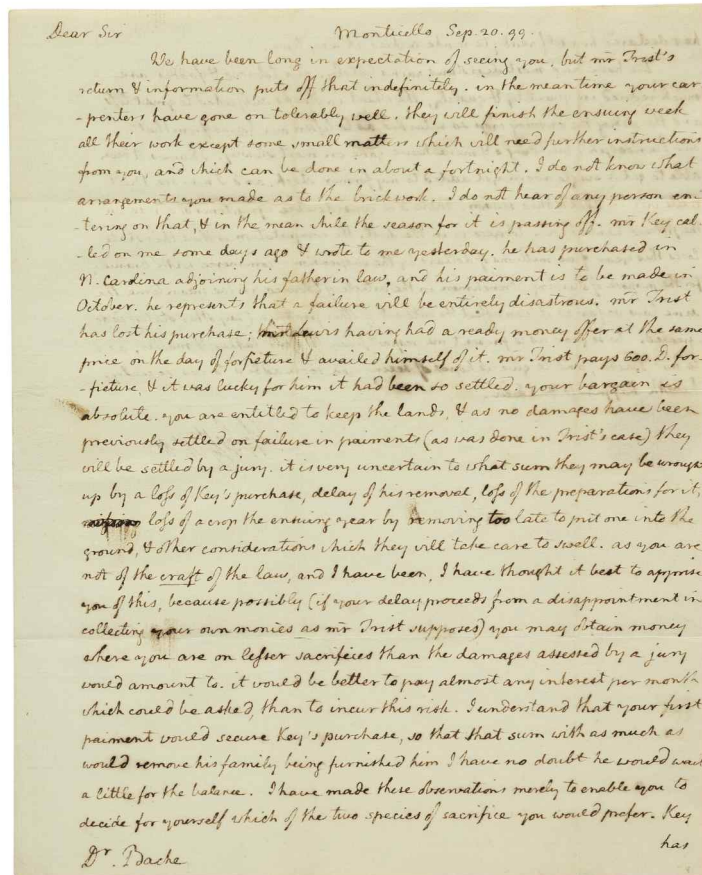 Dear Sir Monticello Sep. 20. 99.
We have been long in expectation of seeing you, but mr Trist's
return & information puts off that indefinitely. in the mean time your car
-penters have gone on tolerably well. they will finish the ensuing week
all their work except some small matters which will need further instructions
from you, and which can be done in about a fortnight. I do not know what
arrangements you made as to the brickwork. I do not hear of any person en-
-tering on that, & in the mean while the season for it is passing off. mr Key cal-
-led on me some days ago & wrote to me yesterday. he has purchased in
N. Carolina adjoining his father in law, and his paiment is to be made in
October. he represents that a failure will be entirely disastrous. mr Trist
has lost his purchase; mr Lewis having had a ready money offer at the same
price on the day of forfieture & availed himself of it. mr Trist pays 600. D. for-
-fieture, & it was lucky for him it had been so settled. your bargain is
absolute. you are entitled to keep the lands, & as no damages have been
previously settled on failure in paiments (as was done in Trist's case) they
will be settled by a jury. it is very uncertain to what sum they may be wrought
up by a loss of Key's purchase, delay of his removal, loss of the preparations for it,
loss of a crop the ensuing year by removing too late to put one into the
ground, & other considerations which they will take care to swell. as you are
not of the craft of the law, and I have been, I have thought it best to apprise
you of this, because possibly (if your delay proceeds from a disappointment in
collecting your own monies as mr Trist supposes) you may obtain money
where you are on lesser sacrifices than the damages assessed by a jury
would amount to. it would be better to pay almost any interest per month
which could be asked, than to incur this risk. I understand that your first
paiment would secure Key's purchase, so that that sum with as much as
would remove his family being furnished him I have no doubt he would wait
a little for the balance. I have made these observations merely to enable you to
decide for yourself which of the two species of sacrifice you would prefer. Key
has
Dr. Bache